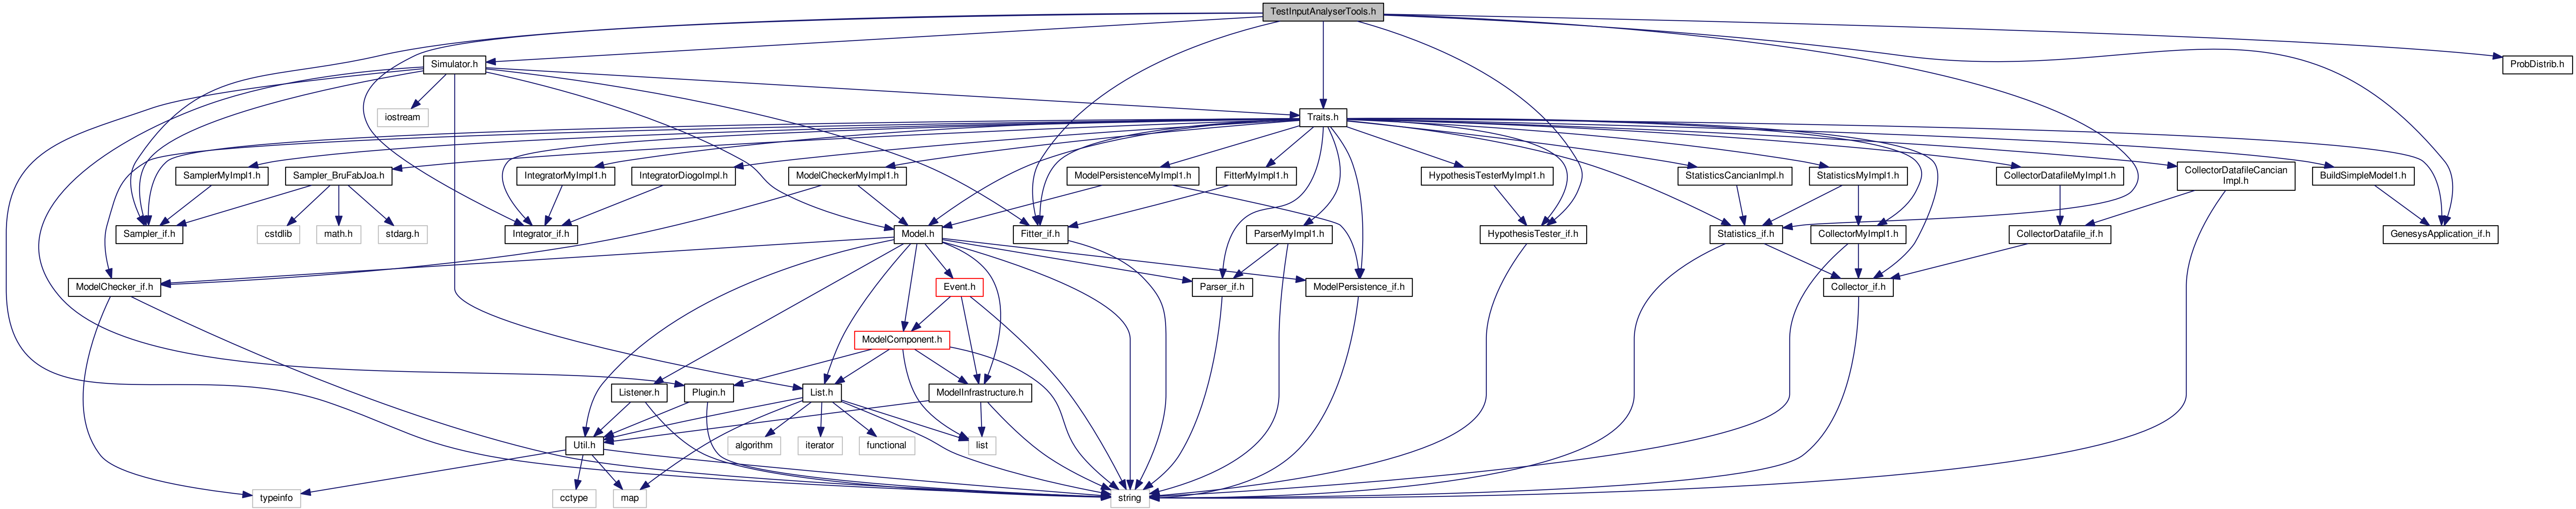 TestInputAnalyserTools.h
Simulator.h
ProbDistrib.h
iostream
Traits.h
SamplerMyImpl1.h
Sampler_BruFabJoa.h
IntegratorMyImpl1.h
IntegratorDiogoImpl.h
ModelCheckerMyImpl1.h
ModelPersistenceMyImpl1.h
FitterMyImpl1.h
HypothesisTesterMyImpl1.h
StatisticsCancianImpl.h
StatisticsMyImpl1.h
CollectorDatafileMyImpl1.h
CollectorDatafileCancian
Impl.h
BuildSimpleModel1.h
Sampler_if.h
cstdlib
math.h
stdarg.h
Integrator_if.h
Model.h
Fitter_if.h
ParserMyImpl1.h
HypothesisTester_if.h
Statistics_if.h
CollectorMyImpl1.h
CollectorDatafile_if.h
GenesysApplication_if.h
ModelChecker_if.h
Event.h
Parser_if.h
ModelPersistence_if.h
Collector_if.h
ModelComponent.h
Listener.h
Plugin.h
List.h
ModelInfrastructure.h
Util.h
algorithm
iterator
functional
list
typeinfo
cctype
map
string